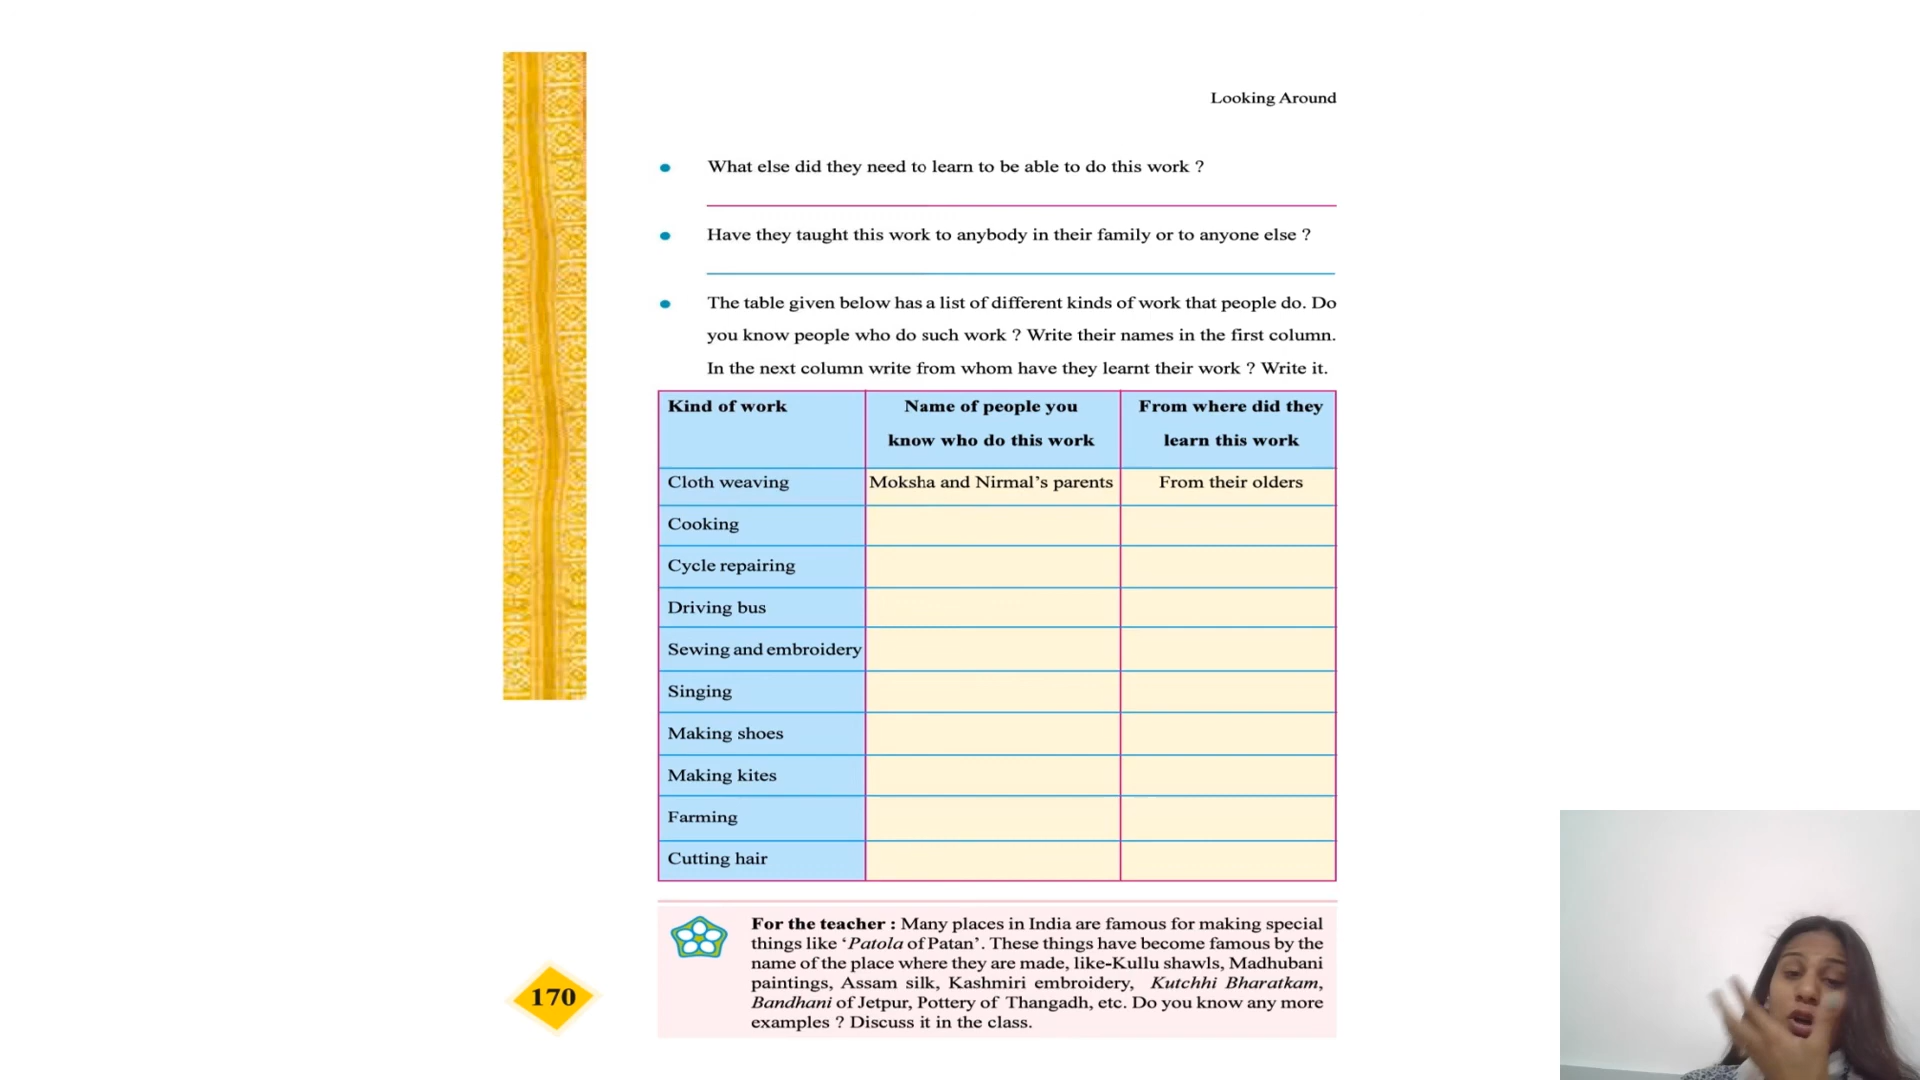 Looking Around
What else did they need to learn to be able to do this work ?
Have they taught this work to anybody in their family or to anyone else ?
The table given below has a list of different kinds of work that people do. Do
you know people who do such work ? Write their names in the first column.
In the next column write from whom have they learnt their work ? Write it.
Kind of work
Name of people you
know who do this work
From where did they
learn this work
Cloth weaving
Moksha and Nirmal's parents
From their olders
Cooking
Cycle repairing
Driving bus
Sewing and embroidery
Singing
Making shoes
Making kites
Farming
Cutting hair
For the teacher : Many places in India are famous for making special
things like ‘Patola of Patan’. These things have become famous by the
name of the place where they are made, like-Kullu shawls, Madhubani
paintings, Assam silk, Kashmiri embroidery, Kutchhi Bharatkam,
Bandhani of Jetpur, Pottery of Thangadh, etc. Do you know any more
examples ? Discuss it in the class.
170